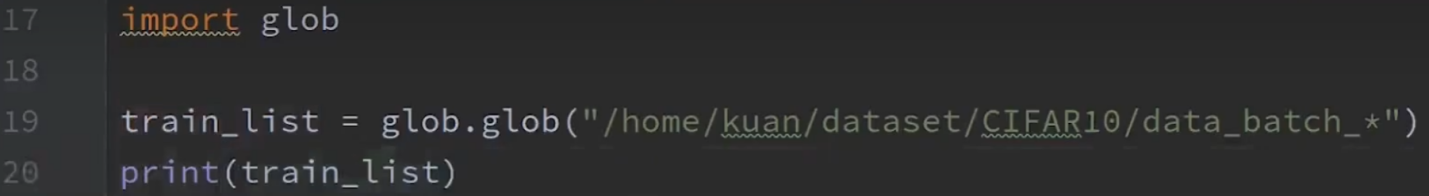 17 import glob
18
19 train_list = glob.glob("/home/kuan/dataset/CIFAR10/data_batch_*")
20 print(train_list)